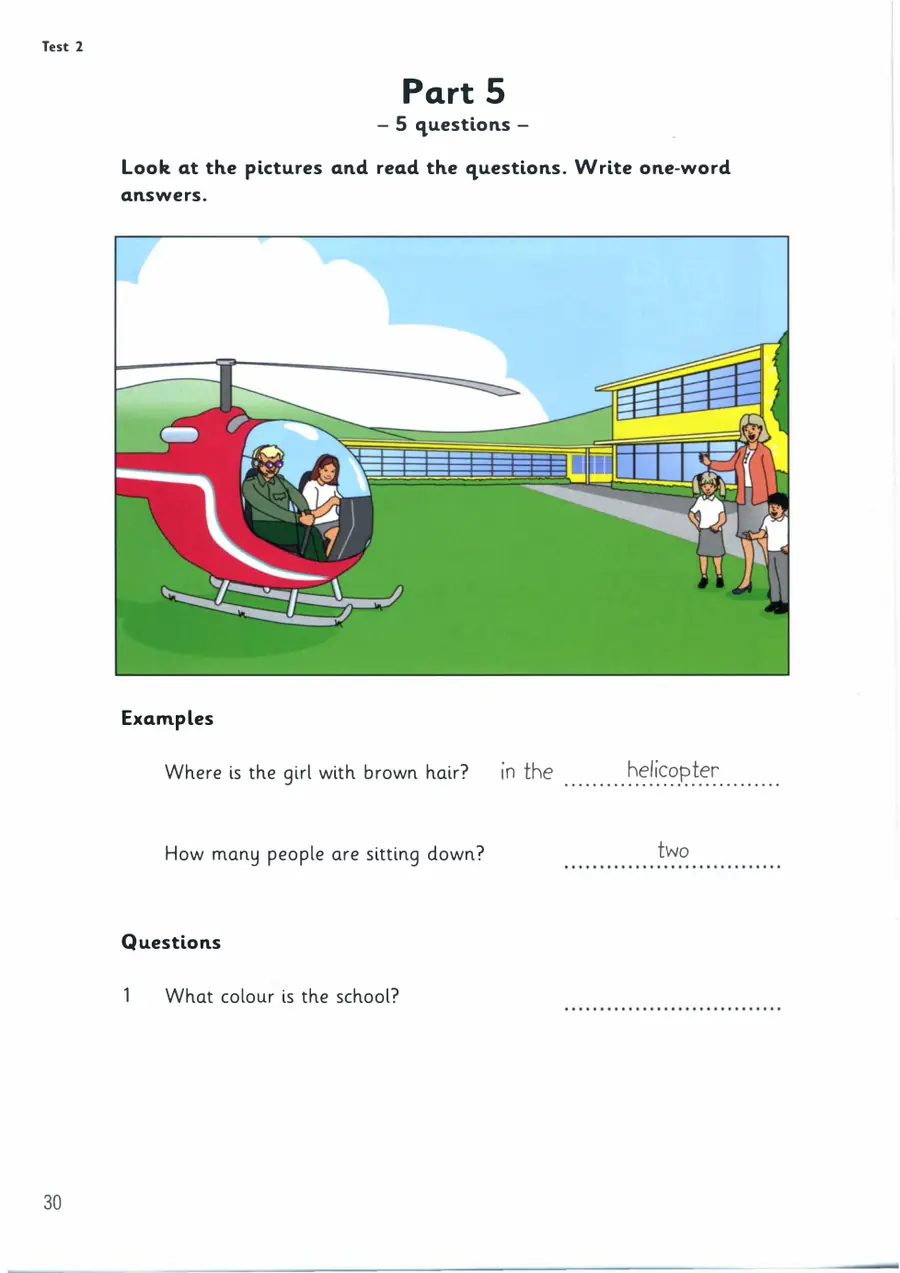 Test 2
Part 5
– 5 questions –
Look at the pictures and read the questions. Write one-word
answers.
Examples
Where is the girl with brown hair? in the helicopter
How many people are sitting down? two
Questions
1 What colour is the school?
30